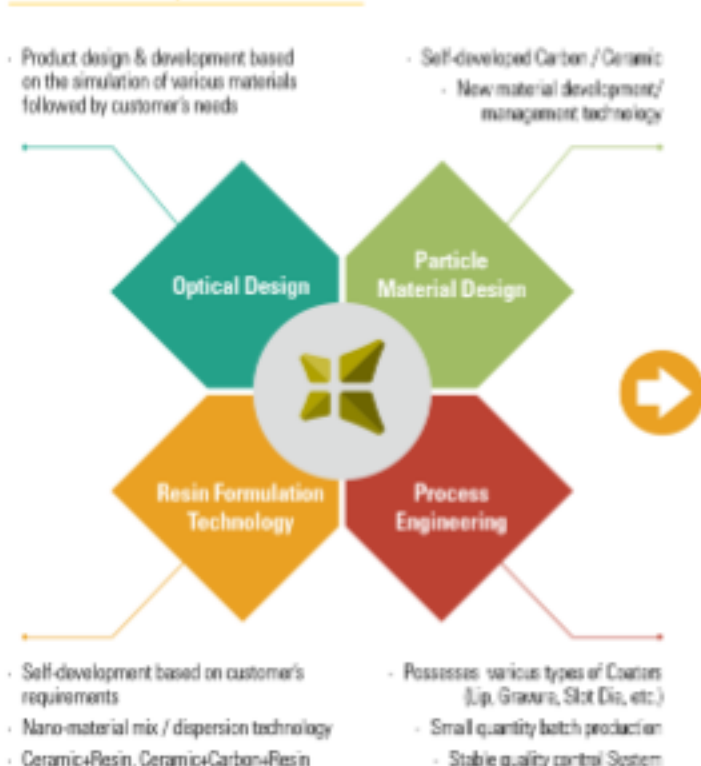 · Product design & development based
on the simulation of various materials
followed by customer's needs
· Self-developed Carbon / Ceramic
· New material development/
management technology
Optical Design
Particle
Material Design
Resin Formulation
Technology
Process
Engineering
· Self-development based on customer's
requirements
· Nano-material mix / dispersion technology
· Ceramic+Resin, Ceramic+Carbon+Resin
· Possesses various types of Coaters
(Lip, Gravure, Slot Die, etc.)
· Small quantity batch production
· Stable quality control System